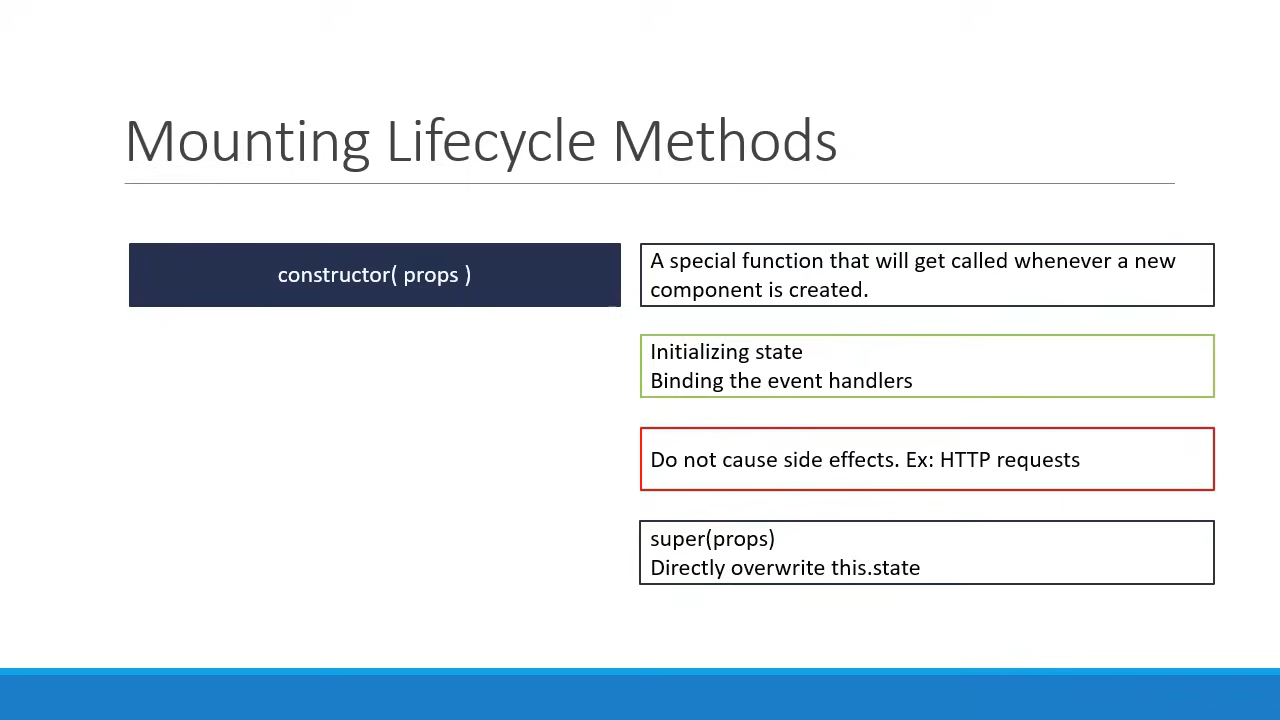 Mounting Lifecycle Methods
constructor( props )
A special function that will get called whenever a new
component is created.
Initializing state
Binding the event handlers
Do not cause side effects. Ex: HTTP requests
super(props)
Directly overwrite this.state